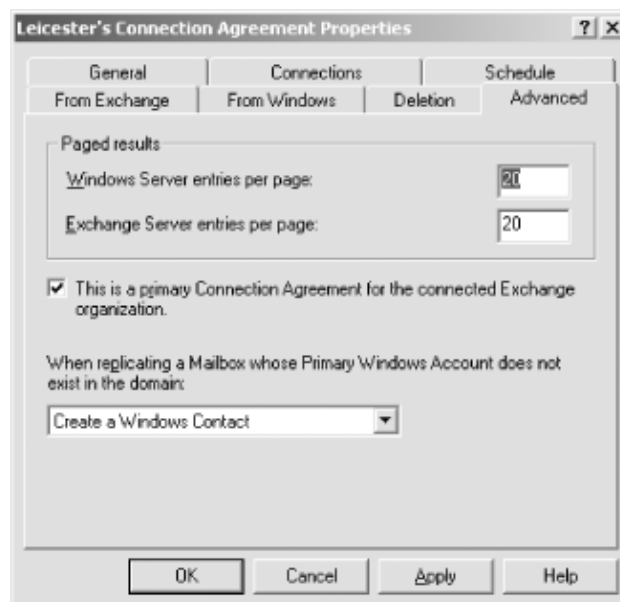 Leicester's Connection Agreement Properties
General Connections Schedule
From Exchange From Windows Deletion Advanced
Paged results
Windows Server entries per page: 20
Exchange Server entries per page: 20
This is a primary Connection Agreement for the connected Exchange
organization.
When replicating a Mailbox whose Primary Windows Account does not
exist in the domain:
Create a Windows Contact
OK Cancel Apply Help